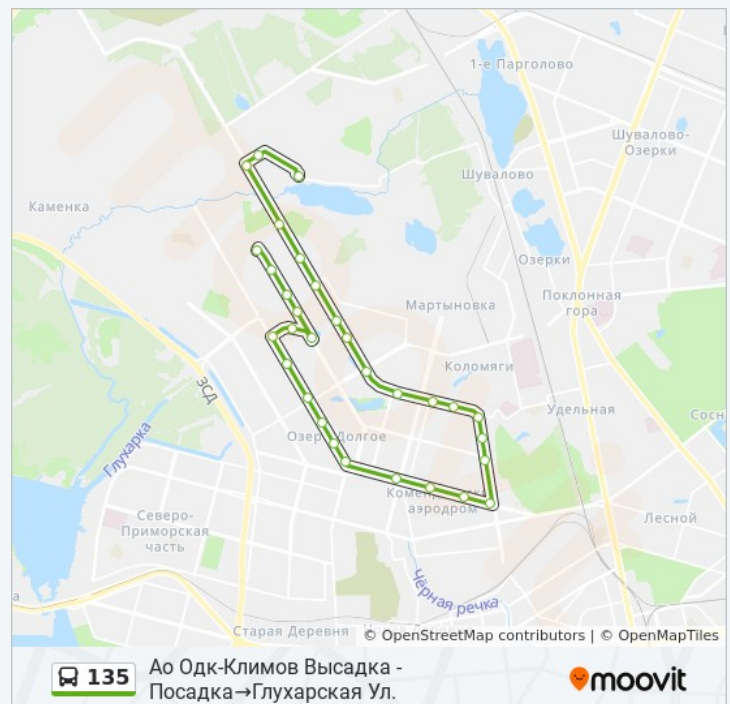 1-е Парголово
Шувалово-
Озерки
Шувалово
Каменка
Озерки
Поклонная
гора
Мартыновка
Коломяги
ЗСД
Удельная
Сосн
Глухарка
Озеро Долгое
Комендантск
аэродром
Северо-
Приморская
часть
Лесной
Чёрная речка
а
Старая Деревня
© OpenStreetMap contributors | © OpenMapTiles
135
Ао Одк-Климов Высадка -
Посадка→Глухарская Ул.
moovit